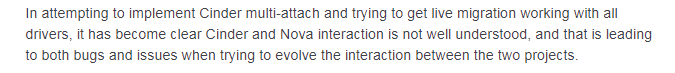 In attempting to implement Cinder multi-attach and trying to get live migration working with all
drivers, it has become clear Cinder and Nova interaction is not well understood, and that is leading
to both bugs and issues when trying to evolve the interaction between the two projects.